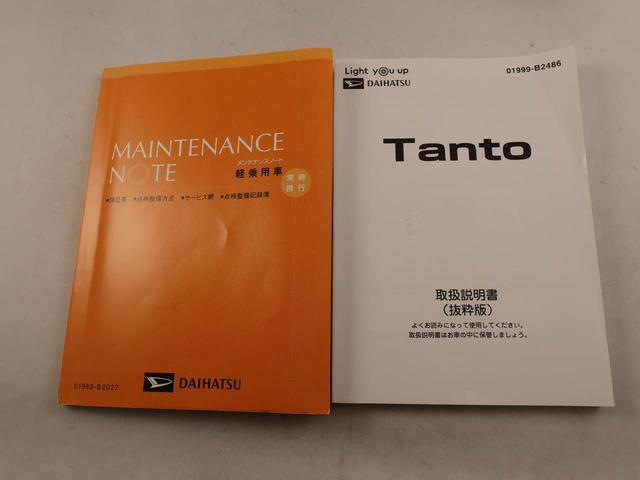 MAINTENANCE
NOTE
メンテナンスノート
軽乗用車
常時
携行
●保証書 ●点検整備方式 ●サービス網 ●点検整備記録簿
01999-B2027
DAIHATSU
Light you up
DAIHATSU
01999-B2486
Tanto
取扱説明書
（抜粋版）
よくお読みになって使用してください。
取扱説明書はお車の中に保管しましょう。